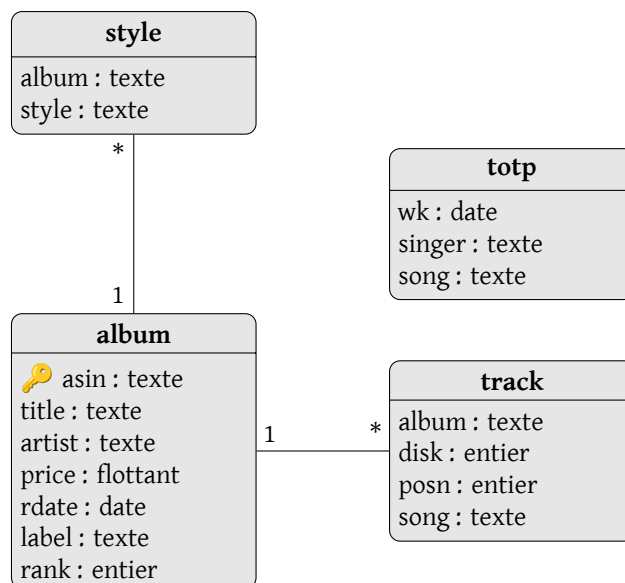 style
album : texte
style : texte
*
1
album
🔑 asin : texte
title : texte
artist : texte
price : flottant
rdate : date
label : texte
rank : entier
1
*
totp
wk : date
singer : texte
song : texte
track
album : texte
disk : entier
posn : entier
song : texte